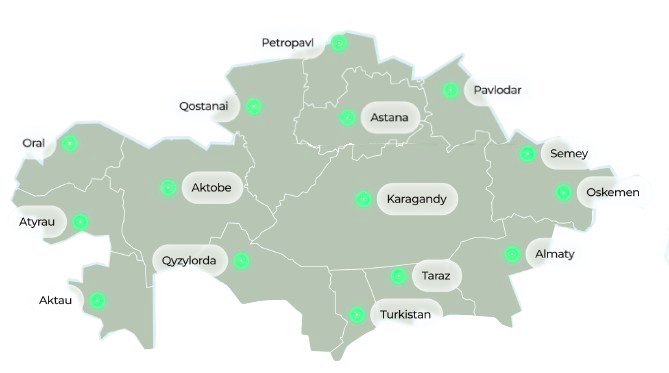 Petropavl
Pavlodar
Qostanai
Astana
Oral
Semey
Aktobe
Oskemen
Karagandy
Atyrau
Almaty
Qyzylorda
Taraz
Aktau
Turkistan